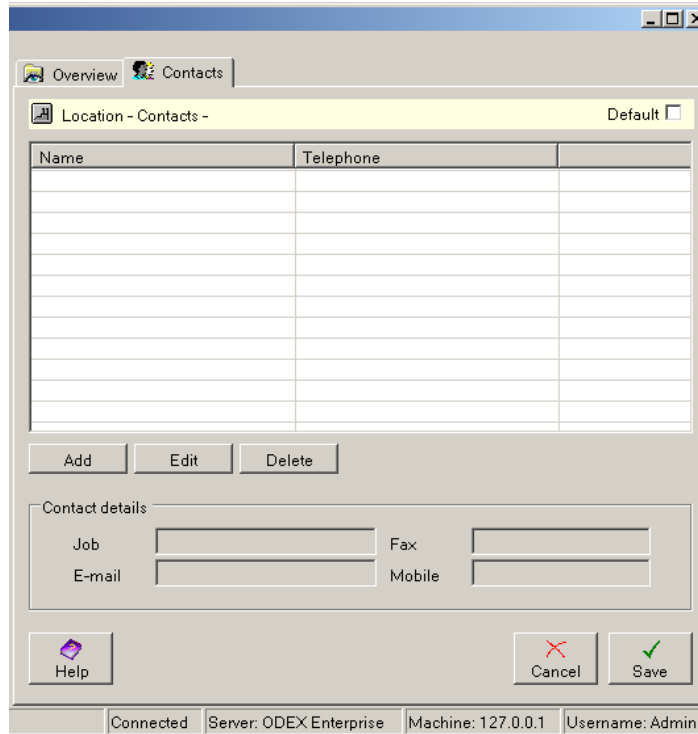 Overview Contacts
Location - Contacts - Default
Name Telephone
Add Edit Delete
Contact details
Job Fax
E-mail Mobile
Help Cancel Save
Connected Server: ODEX Enterprise Machine: 127.0.0.1 Username: Admin